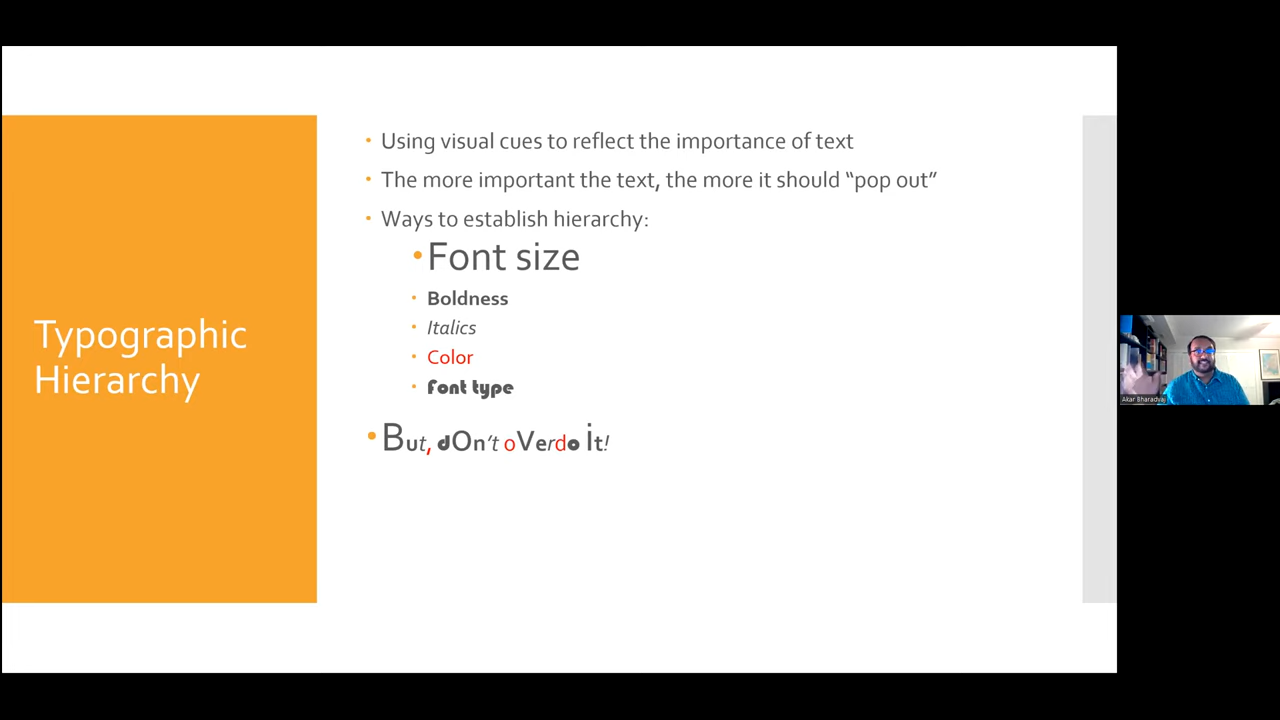 Typographic
Hierarchy
• Using visual cues to reflect the importance of text
• The more important the text, the more it should “pop out”
• Ways to establish hierarchy:
• Font size
• Boldness
• Italics
• Color
• Font type
• But, dOn't oVerdo it!
Akar Bharadvaj